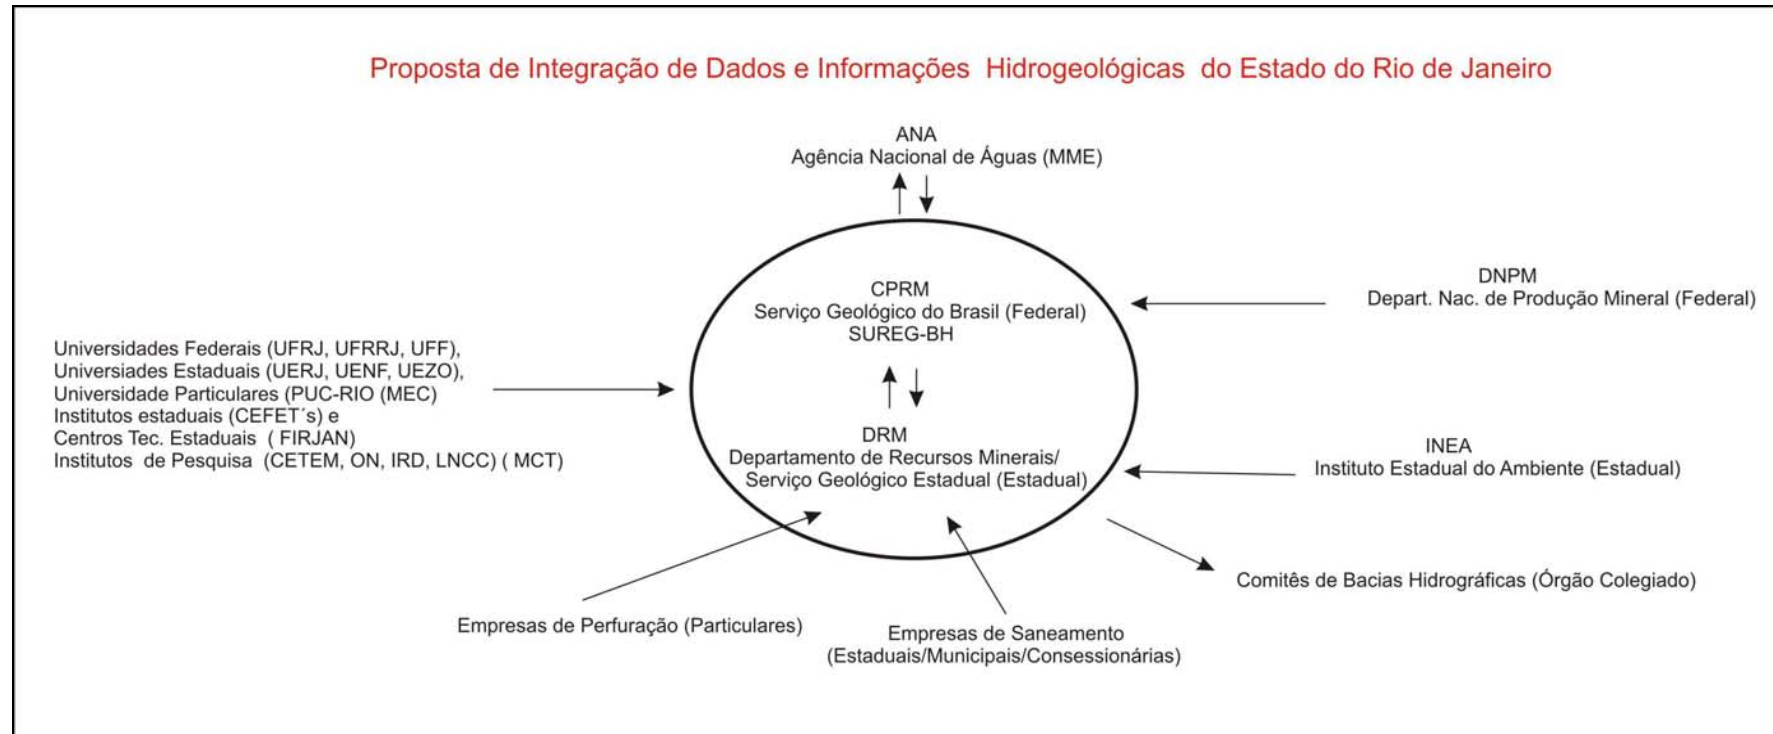 Proposta de Integração de Dados e Informações Hidrogeológicas do Estado do Rio de Janeiro
ANA
Agência Nacional de Águas (MME)
CPRM
Serviço Geológico do Brasil (Federal)
SUREG-BH
DRM
Departamento de Recursos Minerais/
Serviço Geológico Estadual (Estadual)
DNPM
Depart. Nac. de Produção Mineral (Federal)
Universidades Federais (UFRJ, UFRRJ, UFF),
Universiades Estaduais (UERJ, UENF, UEZO),
Universidade Particulares (PUC-RIO (MEC)
Institutos estaduais (CEFET´s) e
Centros Tec. Estaduais ( FIRJAN)
Institutos de Pesquisa (CETEM, ON, IRD, LNCC) ( MCT)
INEA
Instituto Estadual do Ambiente (Estadual)
Comitês de Bacias Hidrográficas (Órgão Colegiado)
Empresas de Perfuração (Particulares)
Empresas de Saneamento
(Estaduais/Municipais/Consessionárias)